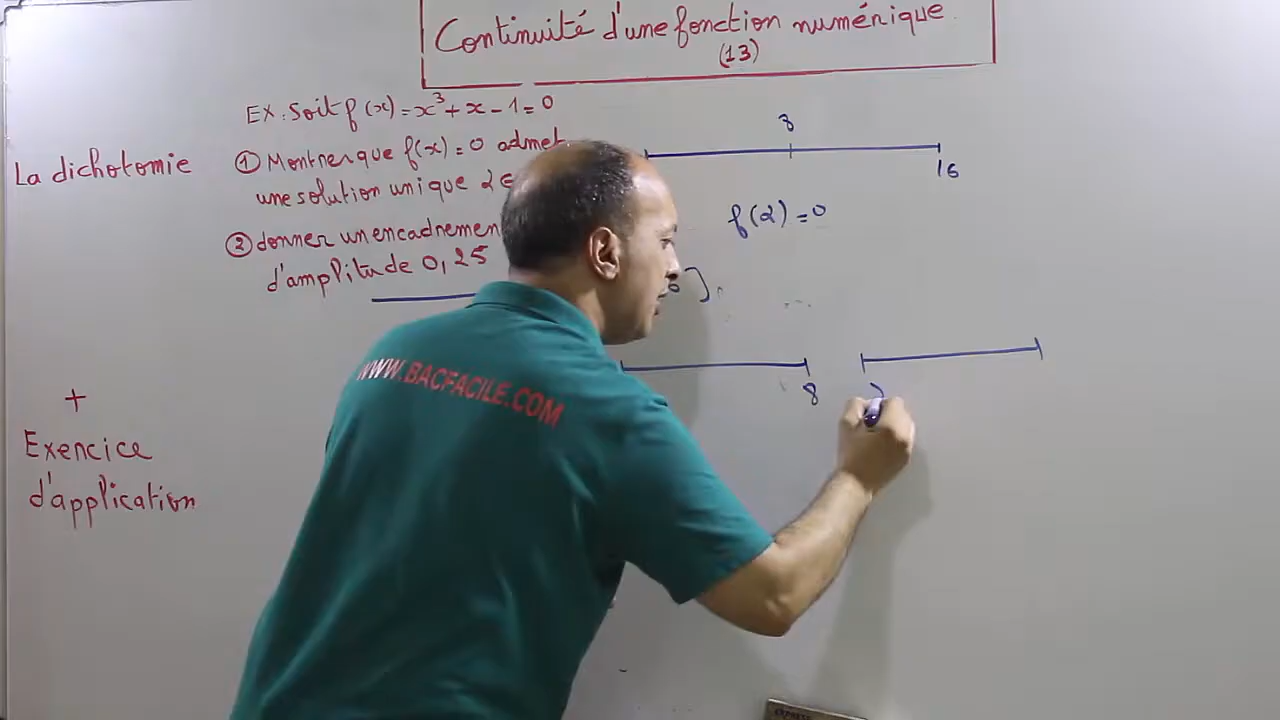 Continuité d'une fonction numérique
(13)
EX : Soit f(x) = x³ + x - 1 = 0
La dichotomie
① Montrer que f(x) = 0 admet
une solution unique α ∈
② donner un encadremen
d'amplitude 0,25
+
Exercice
d'application
8
16
f(α) = 0
8
WWW.BACFACILE.COM